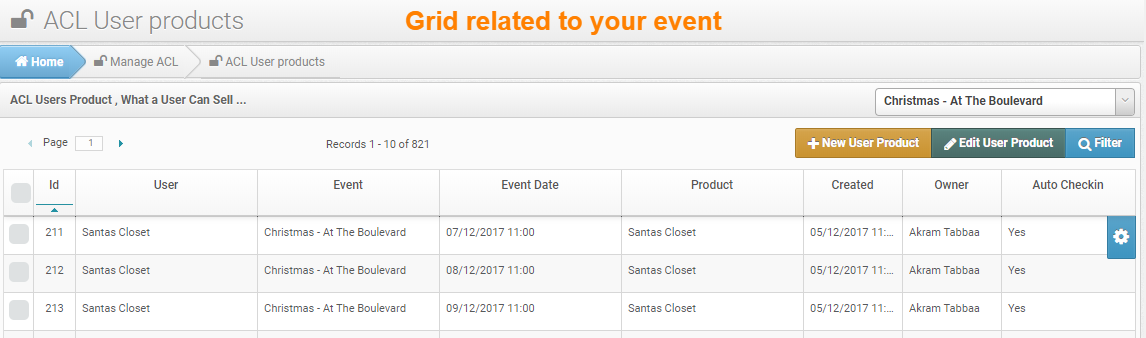 ACL User products Grid related to your event
Home Manage ACL ACL User products
ACL Users Product , What a User Can Sell ... Christmas - At The Boulevard
Page 1 Records 1 - 10 of 821 New User Product Edit User Product Filter
Id User Event Event Date Product Created Owner Auto Checkin
211 Santas Closet Christmas - At The Boulevard 07/12/2017 11:00 Santas Closet 05/12/2017 11:... Akram Tabbaa Yes
212 Santas Closet Christmas - At The Boulevard 08/12/2017 11:00 Santas Closet 05/12/2017 11:... Akram Tabbaa Yes
213 Santas Closet Christmas - At The Boulevard 09/12/2017 11:00 Santas Closet 05/12/2017 11:... Akram Tabbaa Yes